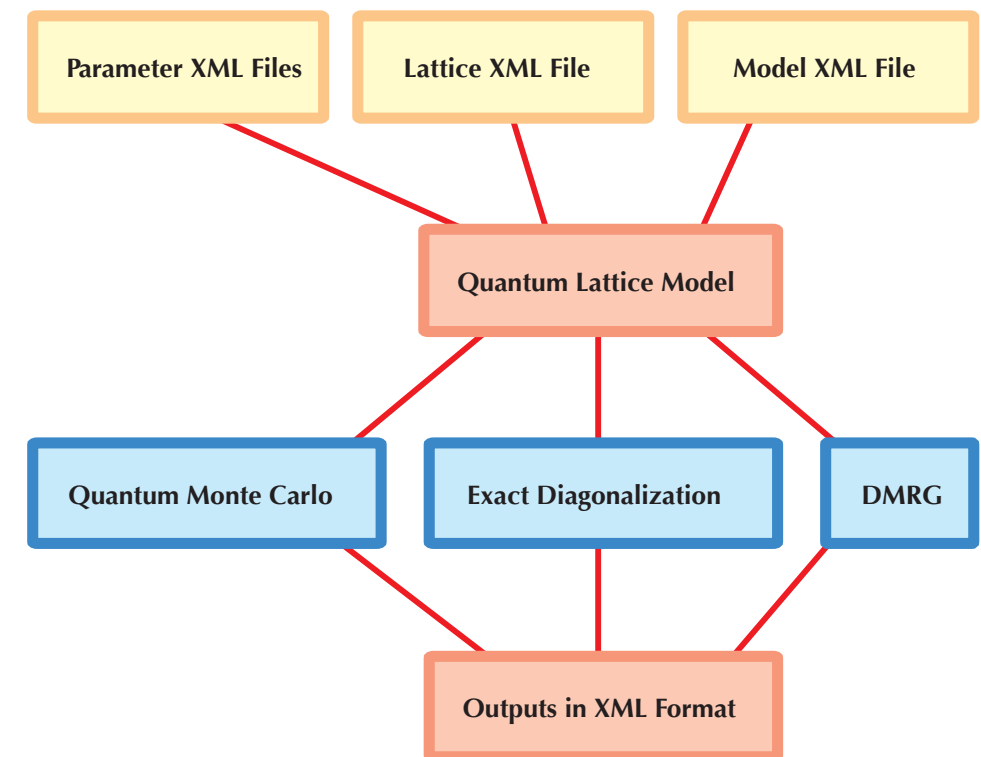 Parameter XML Files
Lattice XML File
Model XML File
Quantum Lattice Model
Quantum Monte Carlo
Exact Diagonalization
DMRG
Outputs in XML Format